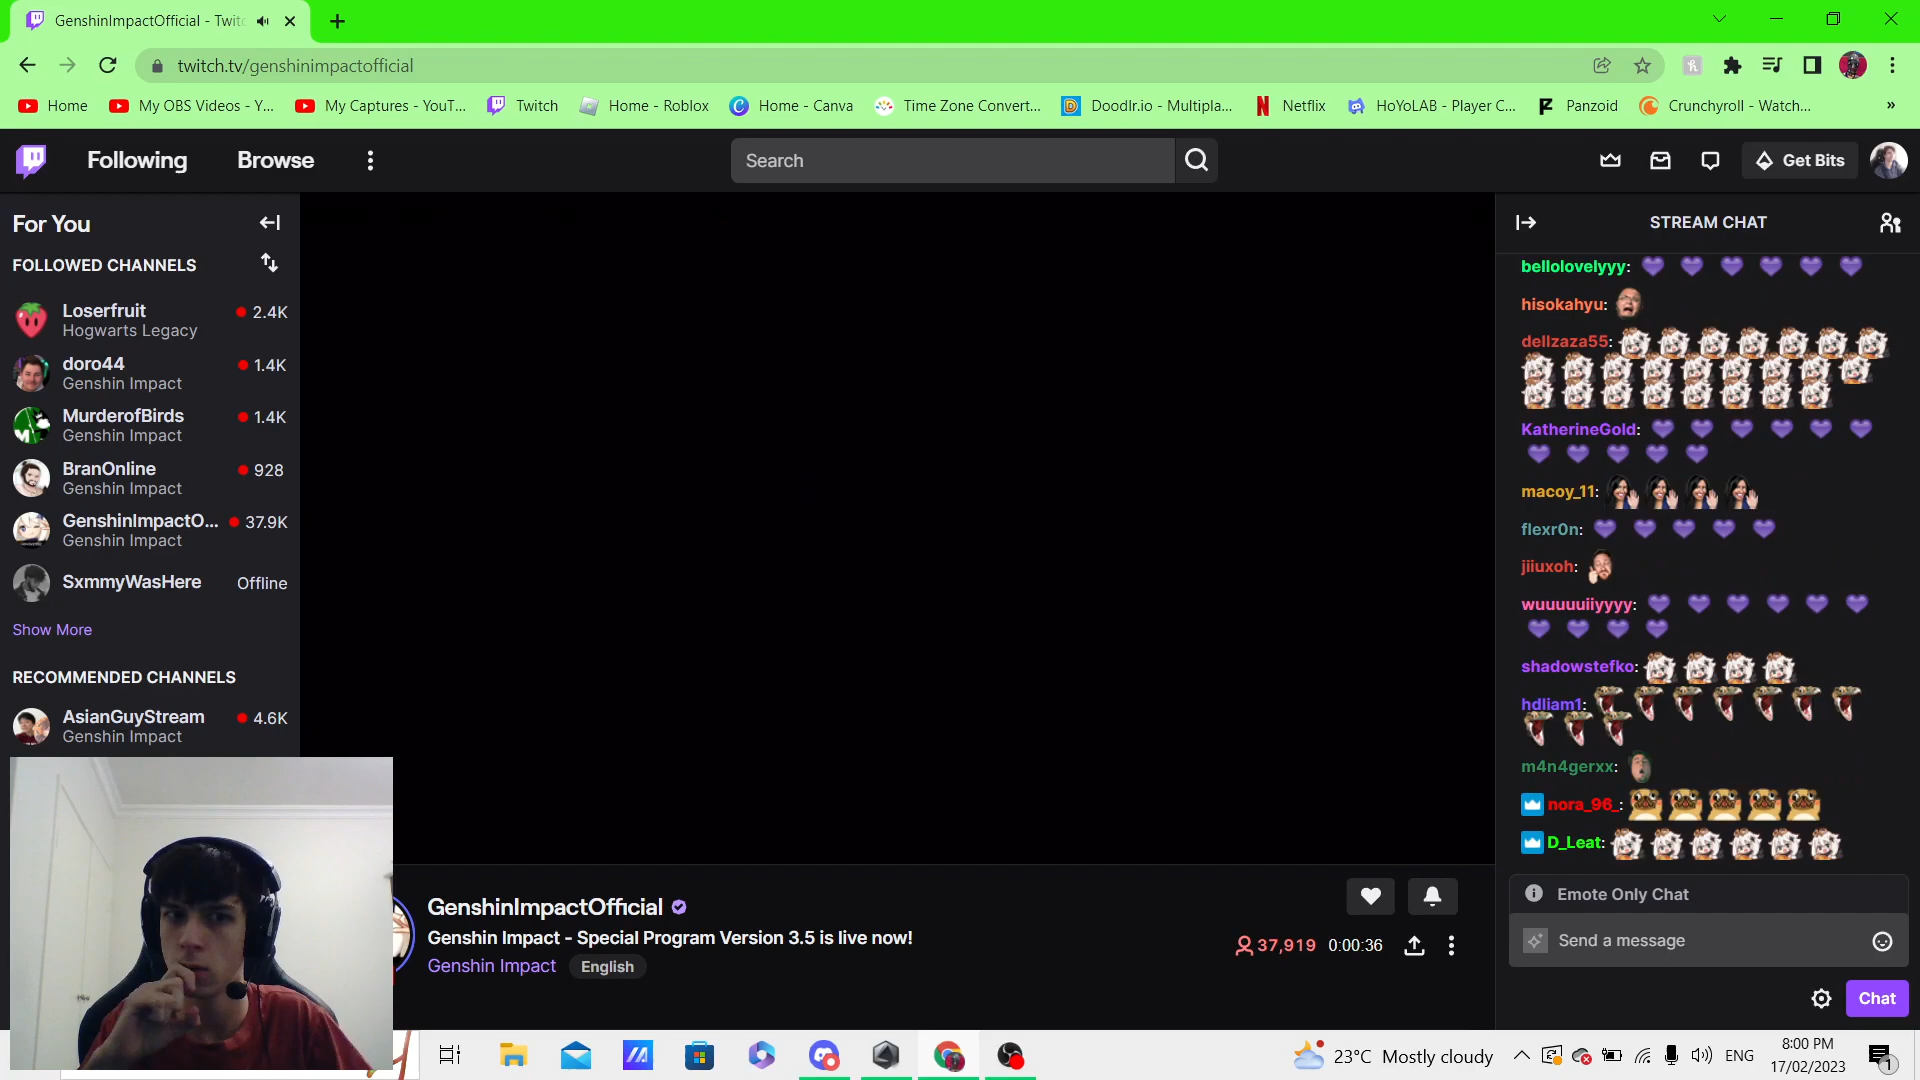 GenshinImpactOfficial - Twitc
twitch.tv/genshinimpactofficial
Home
My OBS Videos - Y...
My Captures - YouT...
Twitch
Home - Roblox
Home - Canva
Time Zone Convert...
Doodlr.io - Multipla...
Netflix
HoYoLAB - Player C...
Panzoid
Crunchyroll - Watch...
»
Following
Browse
Search
Get Bits
For You
FOLLOWED CHANNELS
Loserfruit
2.4K
Hogwarts Legacy
doro44
1.4K
Genshin Impact
MurderofBirds
1.4K
Genshin Impact
BranOnline
928
Genshin Impact
GenshinImpactO...
37.9K
Genshin Impact
SxmmyWasHere
Offline
Show More
RECOMMENDED CHANNELS
AsianGuyStream
4.6K
Genshin Impact
GenshinImpactOfficial
Genshin Impact - Special Program Version 3.5 is live now!
Genshin Impact
English
37,919
0:00:36
STREAM CHAT
bellolovelyyy:
hisokahyu:
dellzaza55:
KatherineGold:
macoy_11:
flexr0n:
jiiuxoh:
wuuuuuiiyyyy:
shadowstefko:
hdliam1:
m4n4gerxx:
nora_96_:
D_Leat:
Emote Only Chat
Send a message
Chat
23°C Mostly cloudy
ENG
8:00 PM
17/02/2023
1